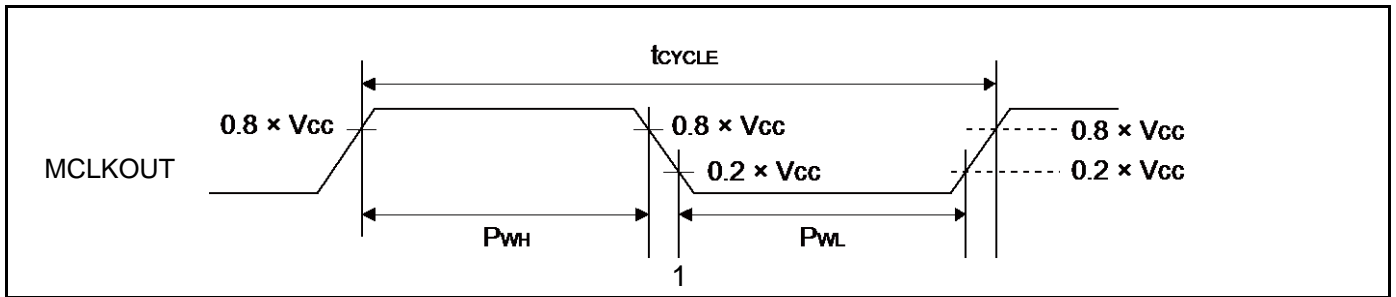 tCYCLE
0.8 × VCC
0.8 × VCC
0.8 × VCC
MCLKOUT
0.2 × VCC
0.2 × VCC
PWH
PWL
1